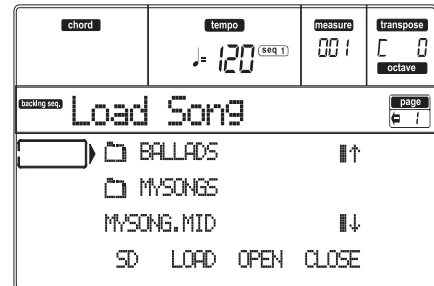 chord tempo measure transpose
♩= 120 seq 1 001 C 0
octave
backing seq. Load Song page
1
BALLADS
MYSONGS
MYSONG.MID
SD LOAD OPEN CLOSE